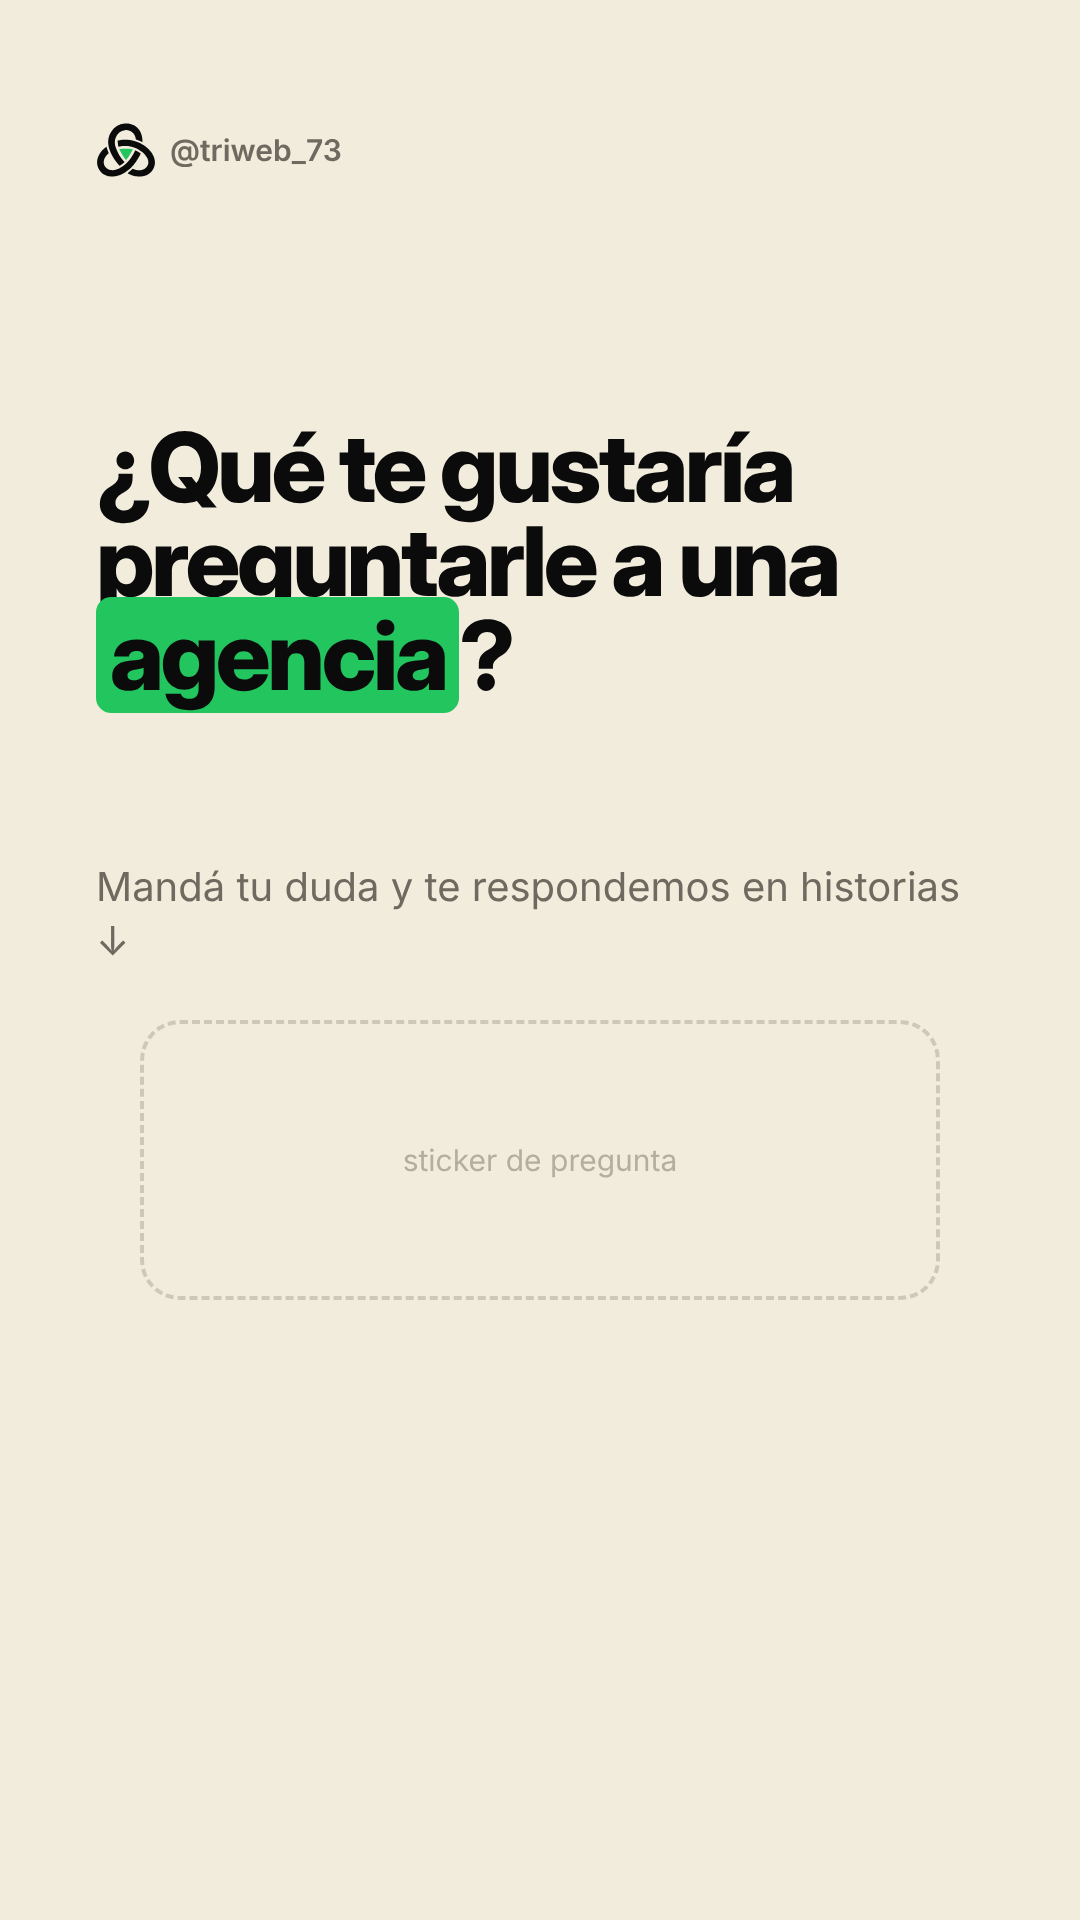 @triweb_73
¿Qué te gustaría
preguntarle a una
agencia?
Mandá tu duda y te respondemos en historias
↓
sticker de pregunta